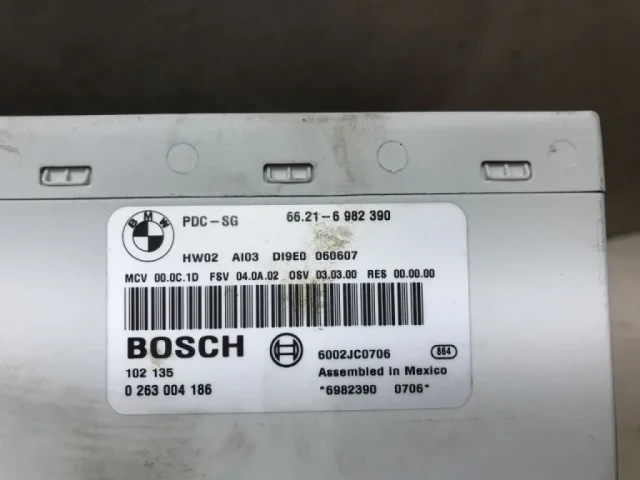 BMW
PDC-SG 66.21-6 982 390
HW02 AI03 DI9E0 060607
MCV 00.0C.1D FSV 04.0A.02 OSV 03.03.00 RES 00.00.00
BOSCH 6002JC0706 864
102 135 Assembled in Mexico
0 263 004 186 *6982390 0706*